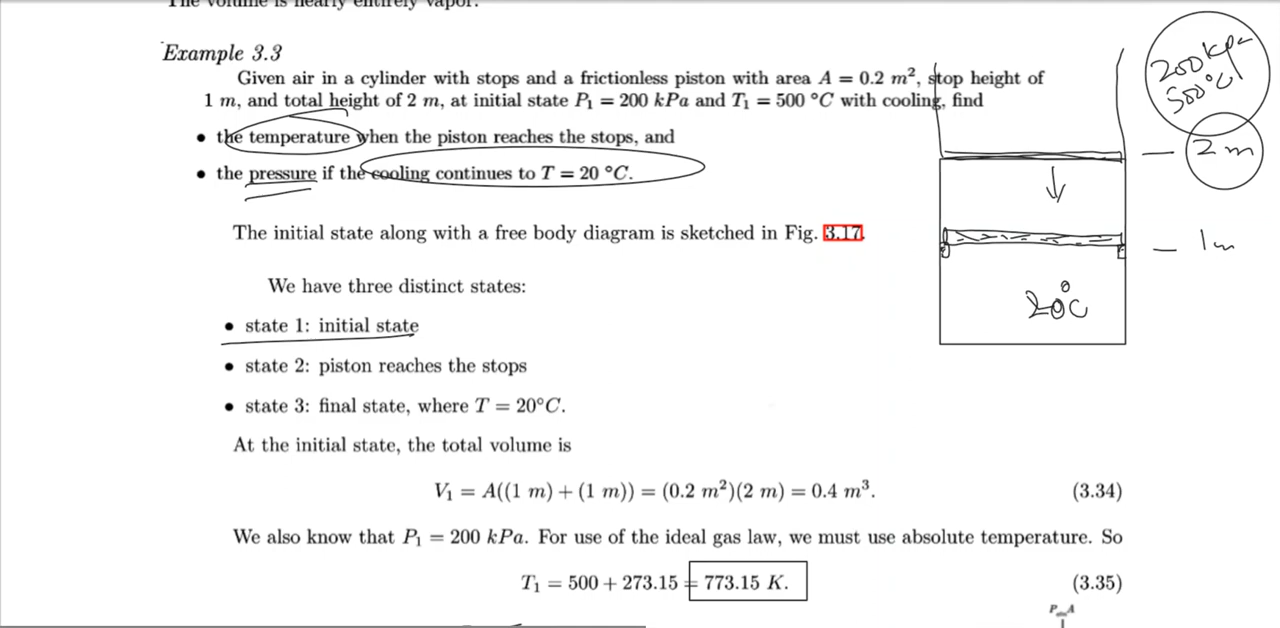 The volume is nearly entirely vapor.
Example 3.3
Given air in a cylinder with stops and a frictionless piston with area A = 0.2 m², stop height of
1 m, and total height of 2 m, at initial state P₁ = 200 kPa and T₁ = 500 °C with cooling, find
• the temperature when the piston reaches the stops, and
• the pressure if the cooling continues to T = 20 °C.
The initial state along with a free body diagram is sketched in Fig. 3.17.
We have three distinct states:
• state 1: initial state
• state 2: piston reaches the stops
• state 3: final state, where T = 20°C.
At the initial state, the total volume is
V₁ = A((1 m) + (1 m)) = (0.2 m²)(2 m) = 0.4 m³. (3.34)
We also know that P₁ = 200 kPa. For use of the ideal gas law, we must use absolute temperature. So
T₁ = 500 + 273.15 = 773.15 K. (3.35)
200 kPa
500°C
2 m
1m
20°C